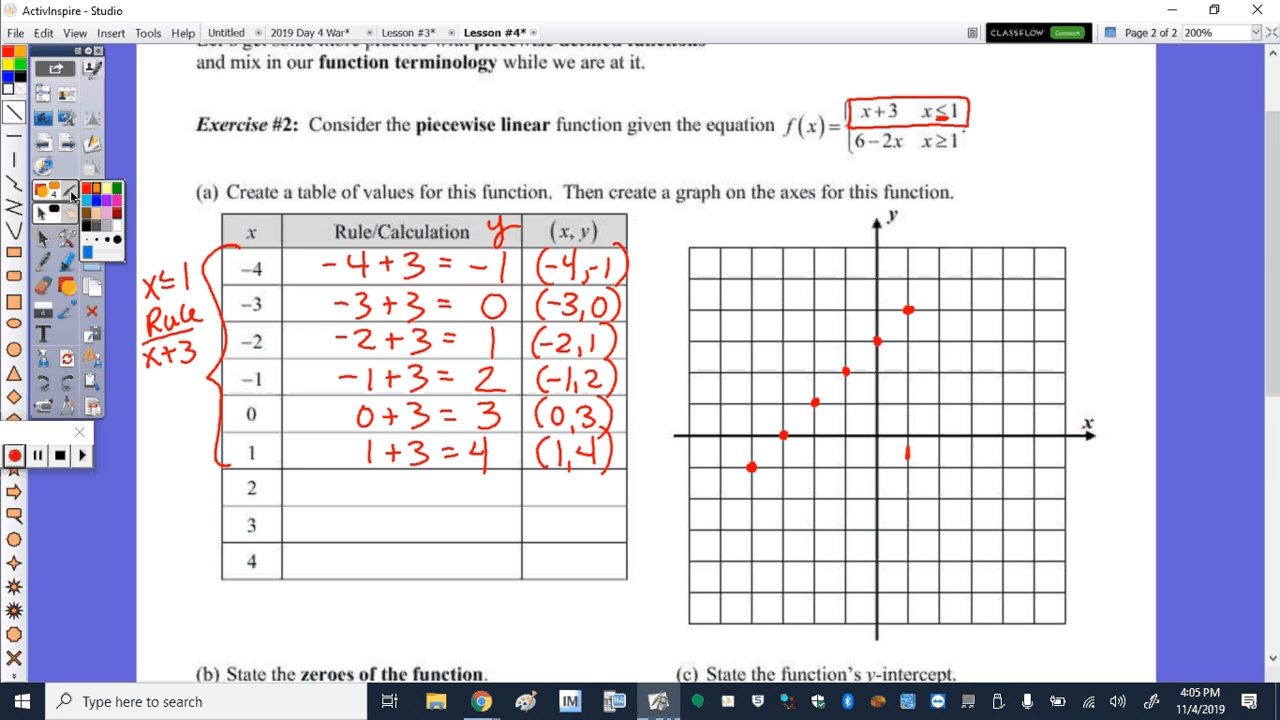 ActivInspire - Studio
File Edit View Insert Tools Help Untitled 2019 Day 4 War* Lesson #3* Lesson #4* CLASSFLOW Connect Page 2 of 2 200%
and mix in our function terminology while we are at it.
Exercise #2: Consider the piecewise linear function given the equation f(x)= { x+3 x≤1
6−2x x≥1 .
(a) Create a table of values for this function. Then create a graph on the axes for this function.
x Rule/Calculation y (x, y)
−4 -4+3 = -1 (-4,-1)
−3 -3+3 = 0 (-3,0)
−2 -2+3 = 1 (-2,1)
−1 -1+3 = 2 (-1,2)
0 0+3 = 3 (0,3)
1 1+3 = 4 (1,4)
2
3
4
x≤1
Rule
x+3
y
x
(b) State the zeroes of the function.
(c) State the function's y-intercept.
Type here to search
4:05 PM
11/4/2019